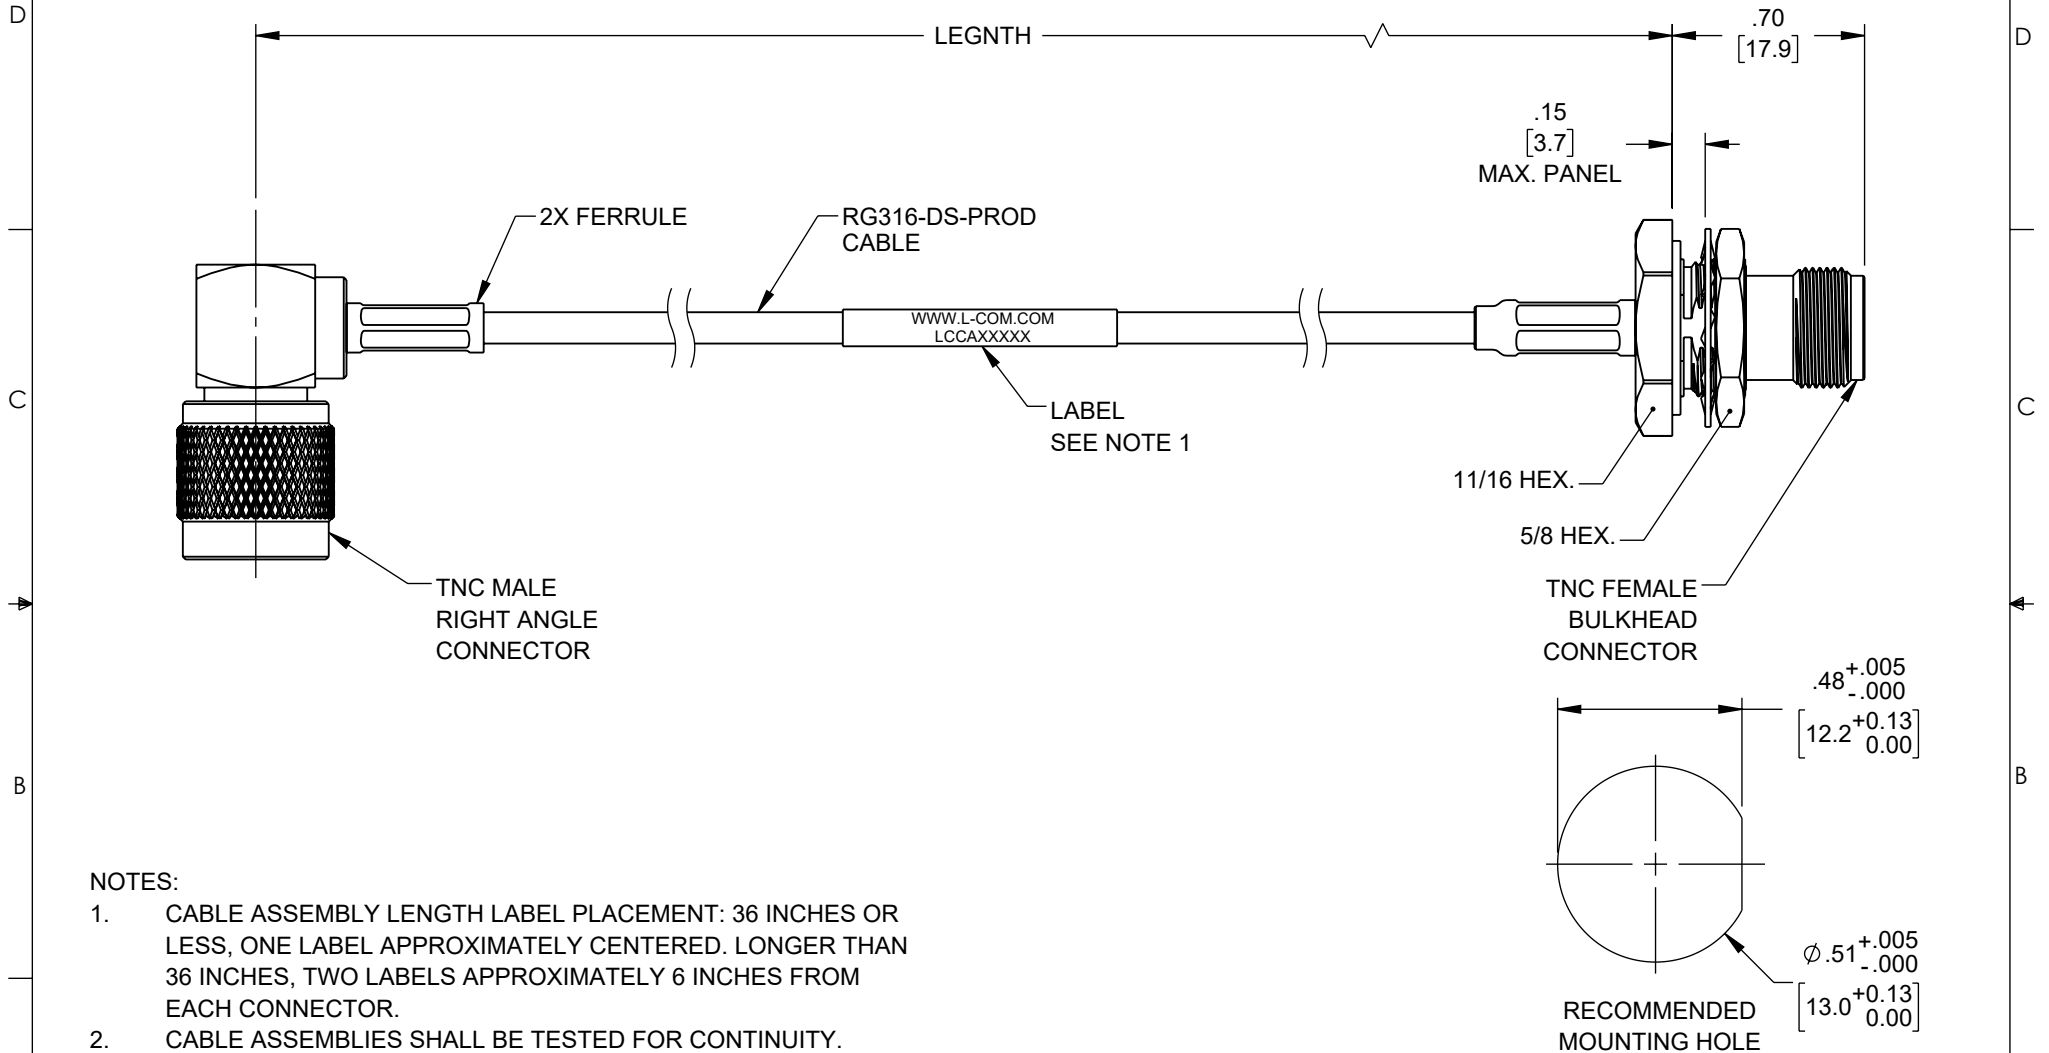 D
LEGNTH
.70
[17.9]
D
.15
[3.7]
MAX. PANEL
2X FERRULE
RG316-DS-PROD
CABLE
WWW.L-COM.COM
LCCAXXXXX
C
LABEL
SEE NOTE 1
C
11/16 HEX.
5/8 HEX.
TNC MALE
RIGHT ANGLE
CONNECTOR
TNC FEMALE
BULKHEAD
CONNECTOR
.48 +.005
-.000
[12.2 +0.13
0.00]
B
B
NOTES:
1. CABLE ASSEMBLY LENGTH LABEL PLACEMENT: 36 INCHES OR
LESS, ONE LABEL APPROXIMATELY CENTERED. LONGER THAN
36 INCHES, TWO LABELS APPROXIMATELY 6 INCHES FROM
EACH CONNECTOR.
2. CABLE ASSEMBLIES SHALL BE TESTED FOR CONTINUITY.
Ø.51 +.005
-.000
[13.0 +0.13
0.00]
RECOMMENDED
MOUNTING HOLE